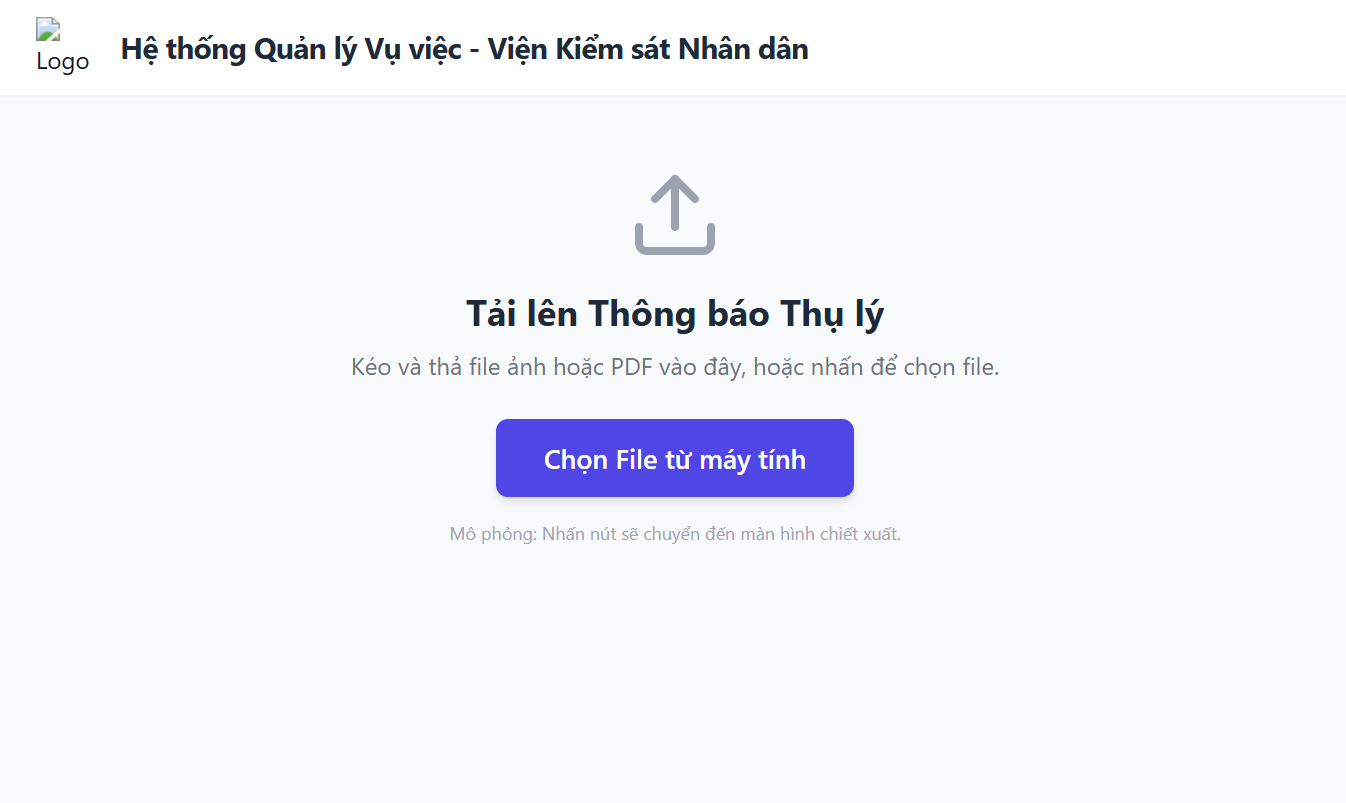 Logo
Hệ thống Quản lý Vụ việc - Viện Kiểm sát Nhân dân
Tải lên Thông báo Thụ lý
Kéo và thả file ảnh hoặc PDF vào đây, hoặc nhấn để chọn file.
Chọn File từ máy tính
Mô phỏng: Nhấn nút sẽ chuyển đến màn hình chiết xuất.